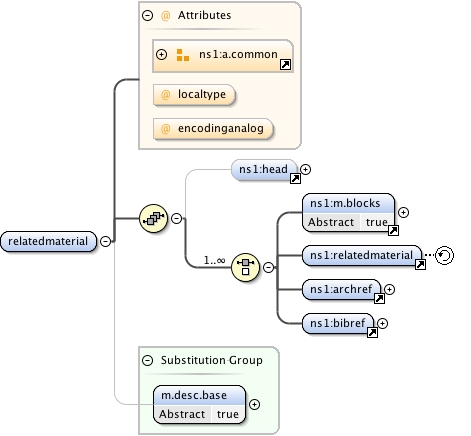 Attributes
ns1:a.common
@ localtype
@ encodinganalog
ns1:head
relatedmaterial
1..∞
ns1:m.blocks
Abstract true
ns1:relatedmaterial
ns1:archref
ns1:bibref
Substitution Group
m.desc.base
Abstract true